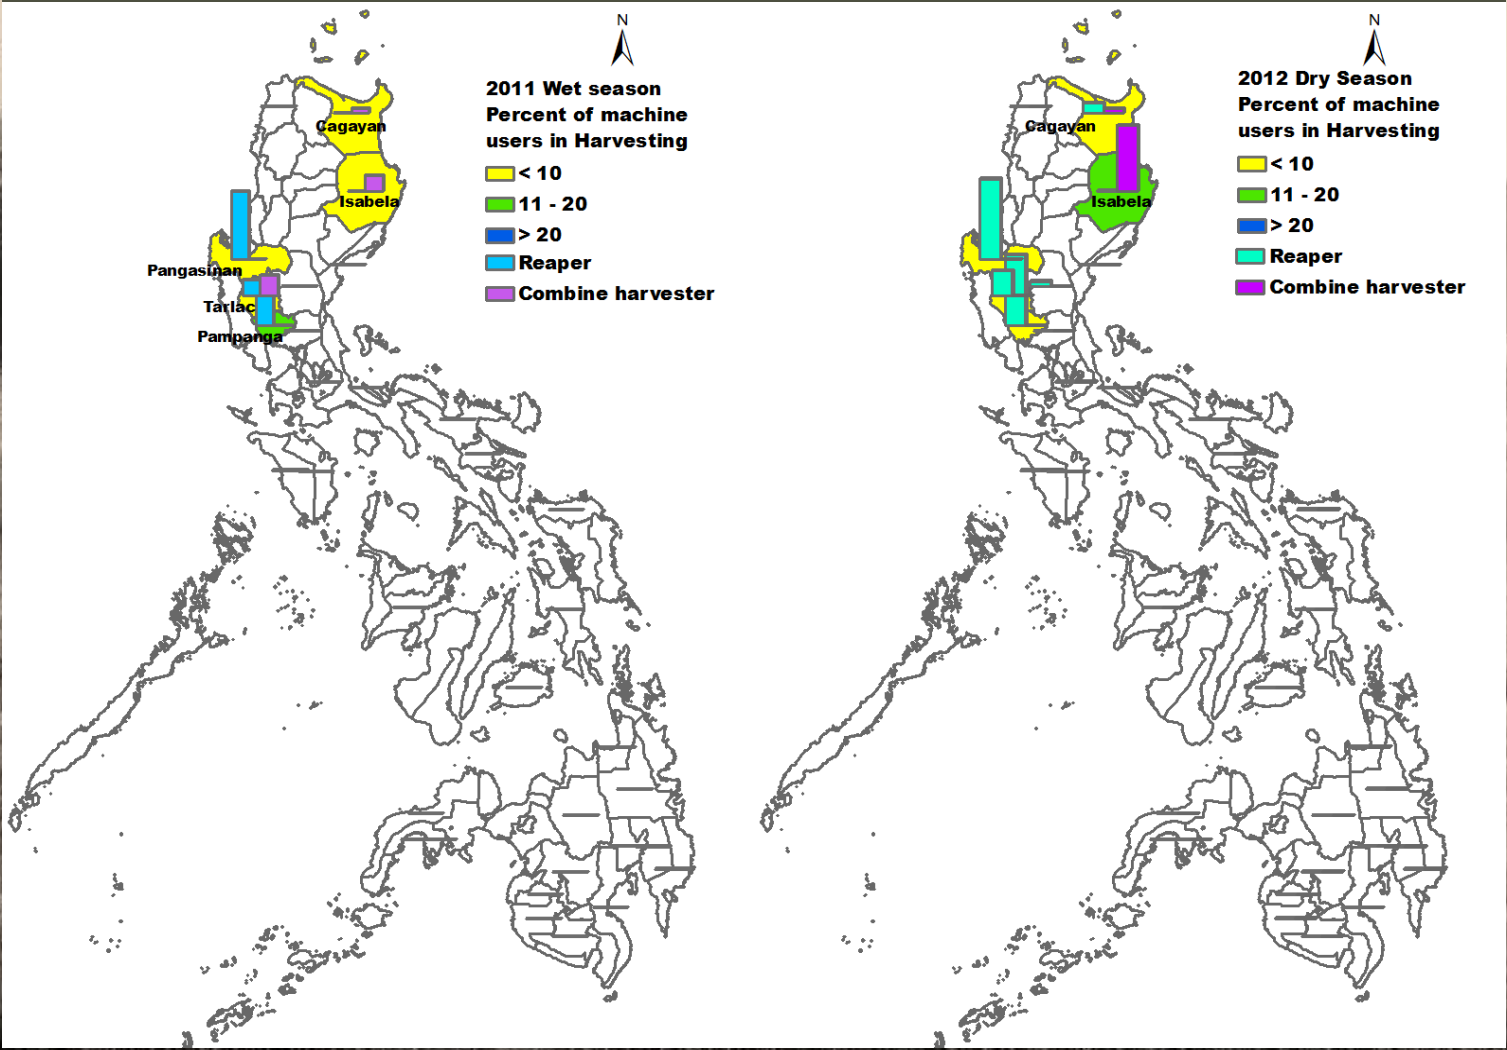 N
2011 Wet season
Percent of machine
users in Harvesting
< 10
11 - 20
> 20
Reaper
Combine harvester
Cagayan
Isabela
Pangasinan
Tarlac
Pampanga
N
2012 Dry Season
Percent of machine
users in Harvesting
< 10
11 - 20
> 20
Reaper
Combine harvester
Cagayan
Isabela